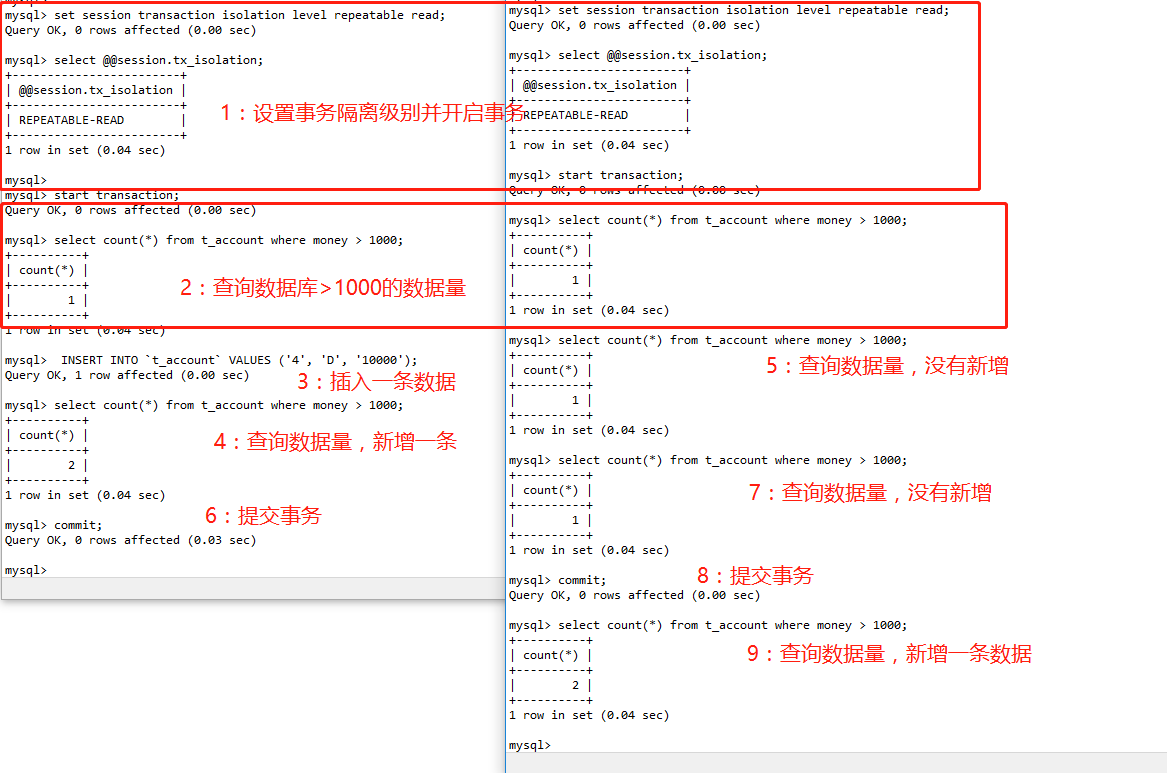 mysql> set session transaction isolation level repeatable read;
Query OK, 0 rows affected (0.00 sec)
mysql> select @@session.tx_isolation;
+------------------------+
| @@session.tx_isolation |
+------------------------+
| REPEATABLE-READ        |
+------------------------+
1 row in set (0.04 sec)
mysql>
mysql> start transaction;
Query OK, 0 rows affected (0.00 sec)
mysql> select count(*) from t_account where money > 1000;
+----------+
| count(*) |
+----------+
|        1 |
+----------+
1 row in set (0.04 sec)
mysql>  INSERT INTO `t_account` VALUES ('4', 'D', '10000');
Query OK, 1 row affected (0.00 sec)
3：插入一条数据
mysql> select count(*) from t_account where money > 1000;
+----------+
| count(*) |
+----------+
|        2 |
+----------+
4：查询数据量，新增一条
1 row in set (0.04 sec)
6：提交事务
mysql> commit;
Query OK, 0 rows affected (0.03 sec)
mysql>
1：设置事务隔离级别并开启事务
2：查询数据库>1000的数据量
mysql> set session transaction isolation level repeatable read;
Query OK, 0 rows affected (0.00 sec)
mysql> select @@session.tx_isolation;
+------------------------+
| @@session.tx_isolation |
+------------------------+
| REPEATABLE-READ        |
+------------------------+
1 row in set (0.04 sec)
mysql> start transaction;
Query OK, 0 rows affected (0.00 sec)
mysql> select count(*) from t_account where money > 1000;
+----------+
| count(*) |
+----------+
|        1 |
+----------+
1 row in set (0.04 sec)
mysql> select count(*) from t_account where money > 1000;
+----------+
| count(*) |
+----------+
|        1 |
+----------+
5：查询数据量，没有新增
1 row in set (0.04 sec)
mysql> select count(*) from t_account where money > 1000;
+----------+
| count(*) |
+----------+
|        1 |
+----------+
7：查询数据量，没有新增
1 row in set (0.04 sec)
mysql> commit;
8：提交事务
Query OK, 0 rows affected (0.00 sec)
mysql> select count(*) from t_account where money > 1000;
+----------+
| count(*) |
+----------+
|        2 |
+----------+
9：查询数据量，新增一条数据
1 row in set (0.04 sec)
mysql>